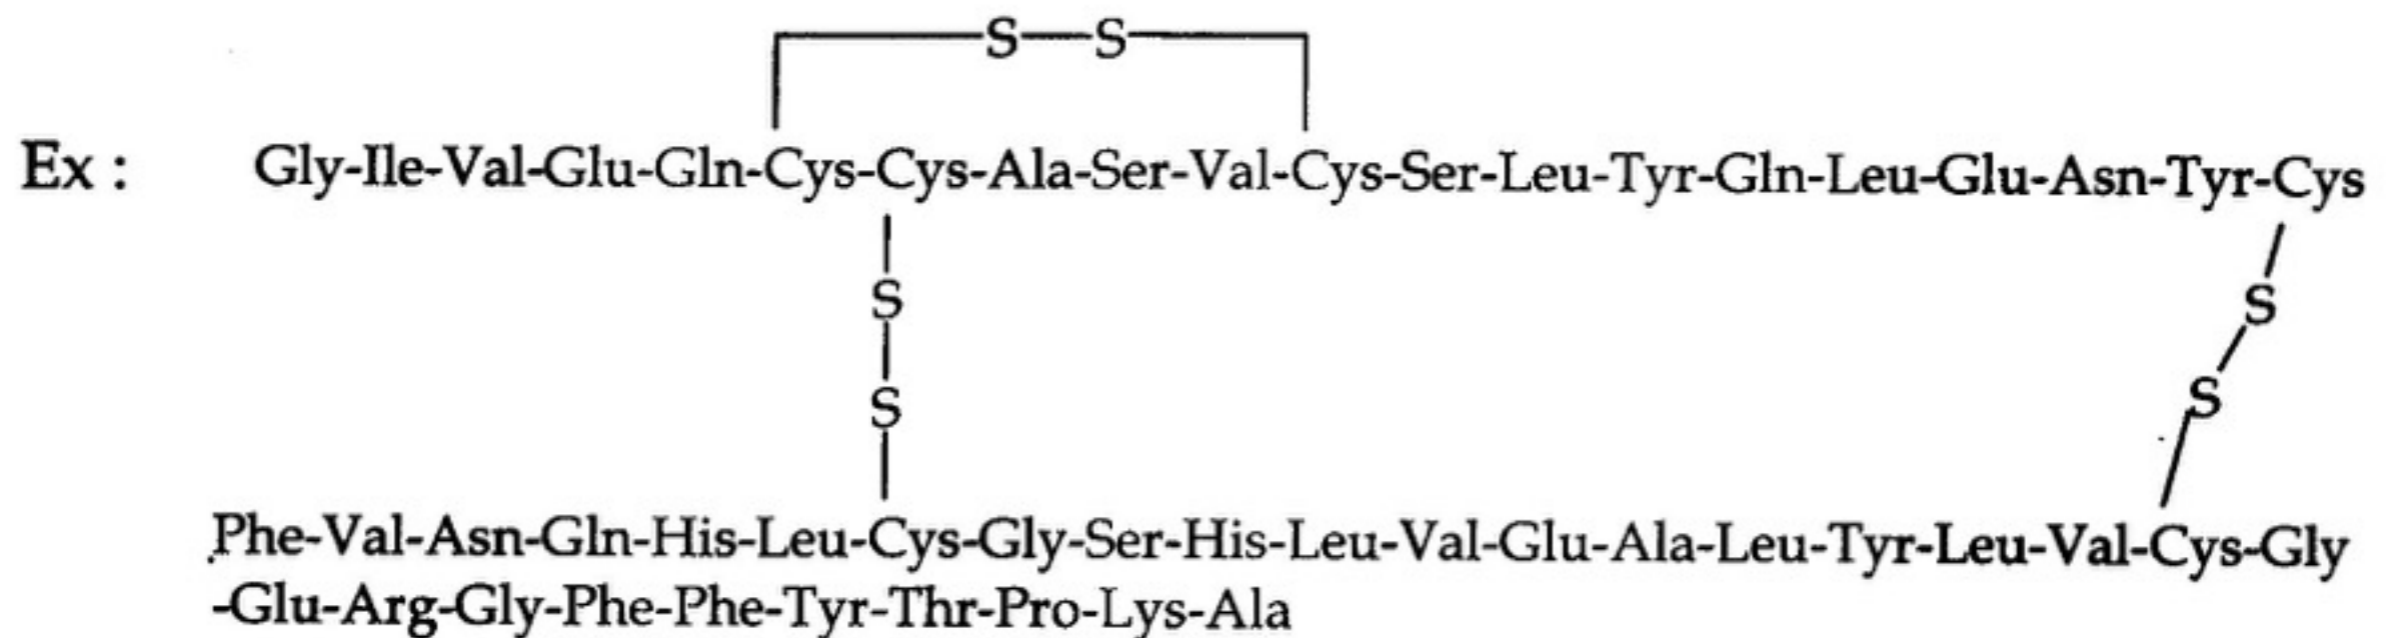 S—S
Ex : Gly-Ile-Val-Glu-Gln-Cys-Cys-Ala-Ser-Val-Cys-Ser-Leu-Tyr-Gln-Leu-Glu-Asn-Tyr-Cys
S S
S S
Phe-Val-Asn-Gln-His-Leu-Cys-Gly-Ser-His-Leu-Val-Glu-Ala-Leu-Tyr-Leu-Val-Cys-Gly
-Glu-Arg-Gly-Phe-Phe-Tyr-Thr-Pro-Lys-Ala